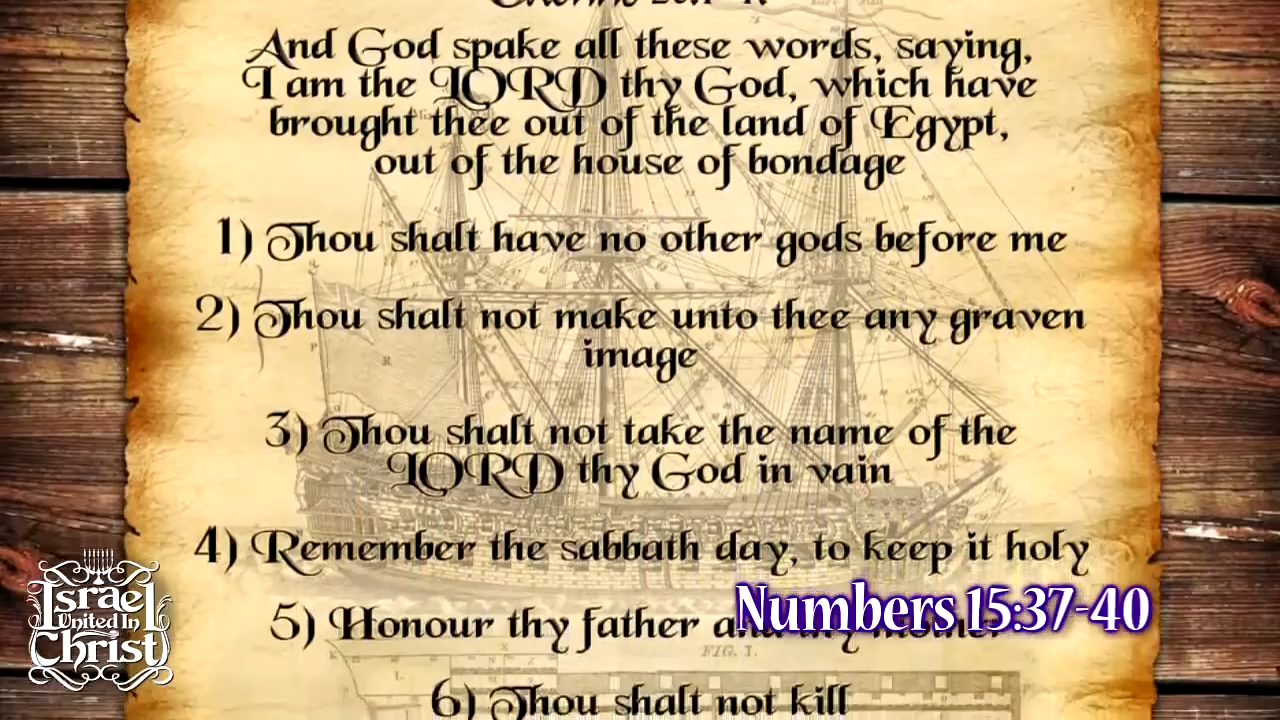 And God spake all these words, saying,
I am the LORD thy God, which have
brought thee out of the land of Egypt,
out of the house of bondage
1) Thou shalt have no other gods before me
2) Thou shalt not make unto thee any graven
image
3) Thou shalt not take the name of the
LORD thy God in vain
4) Remember the sabbath day, to keep it holy
5) Honour thy father and thy mother
Numbers 15:37-40
6) Thou shalt not kill
Israel
United In
Christ
FIG. I.